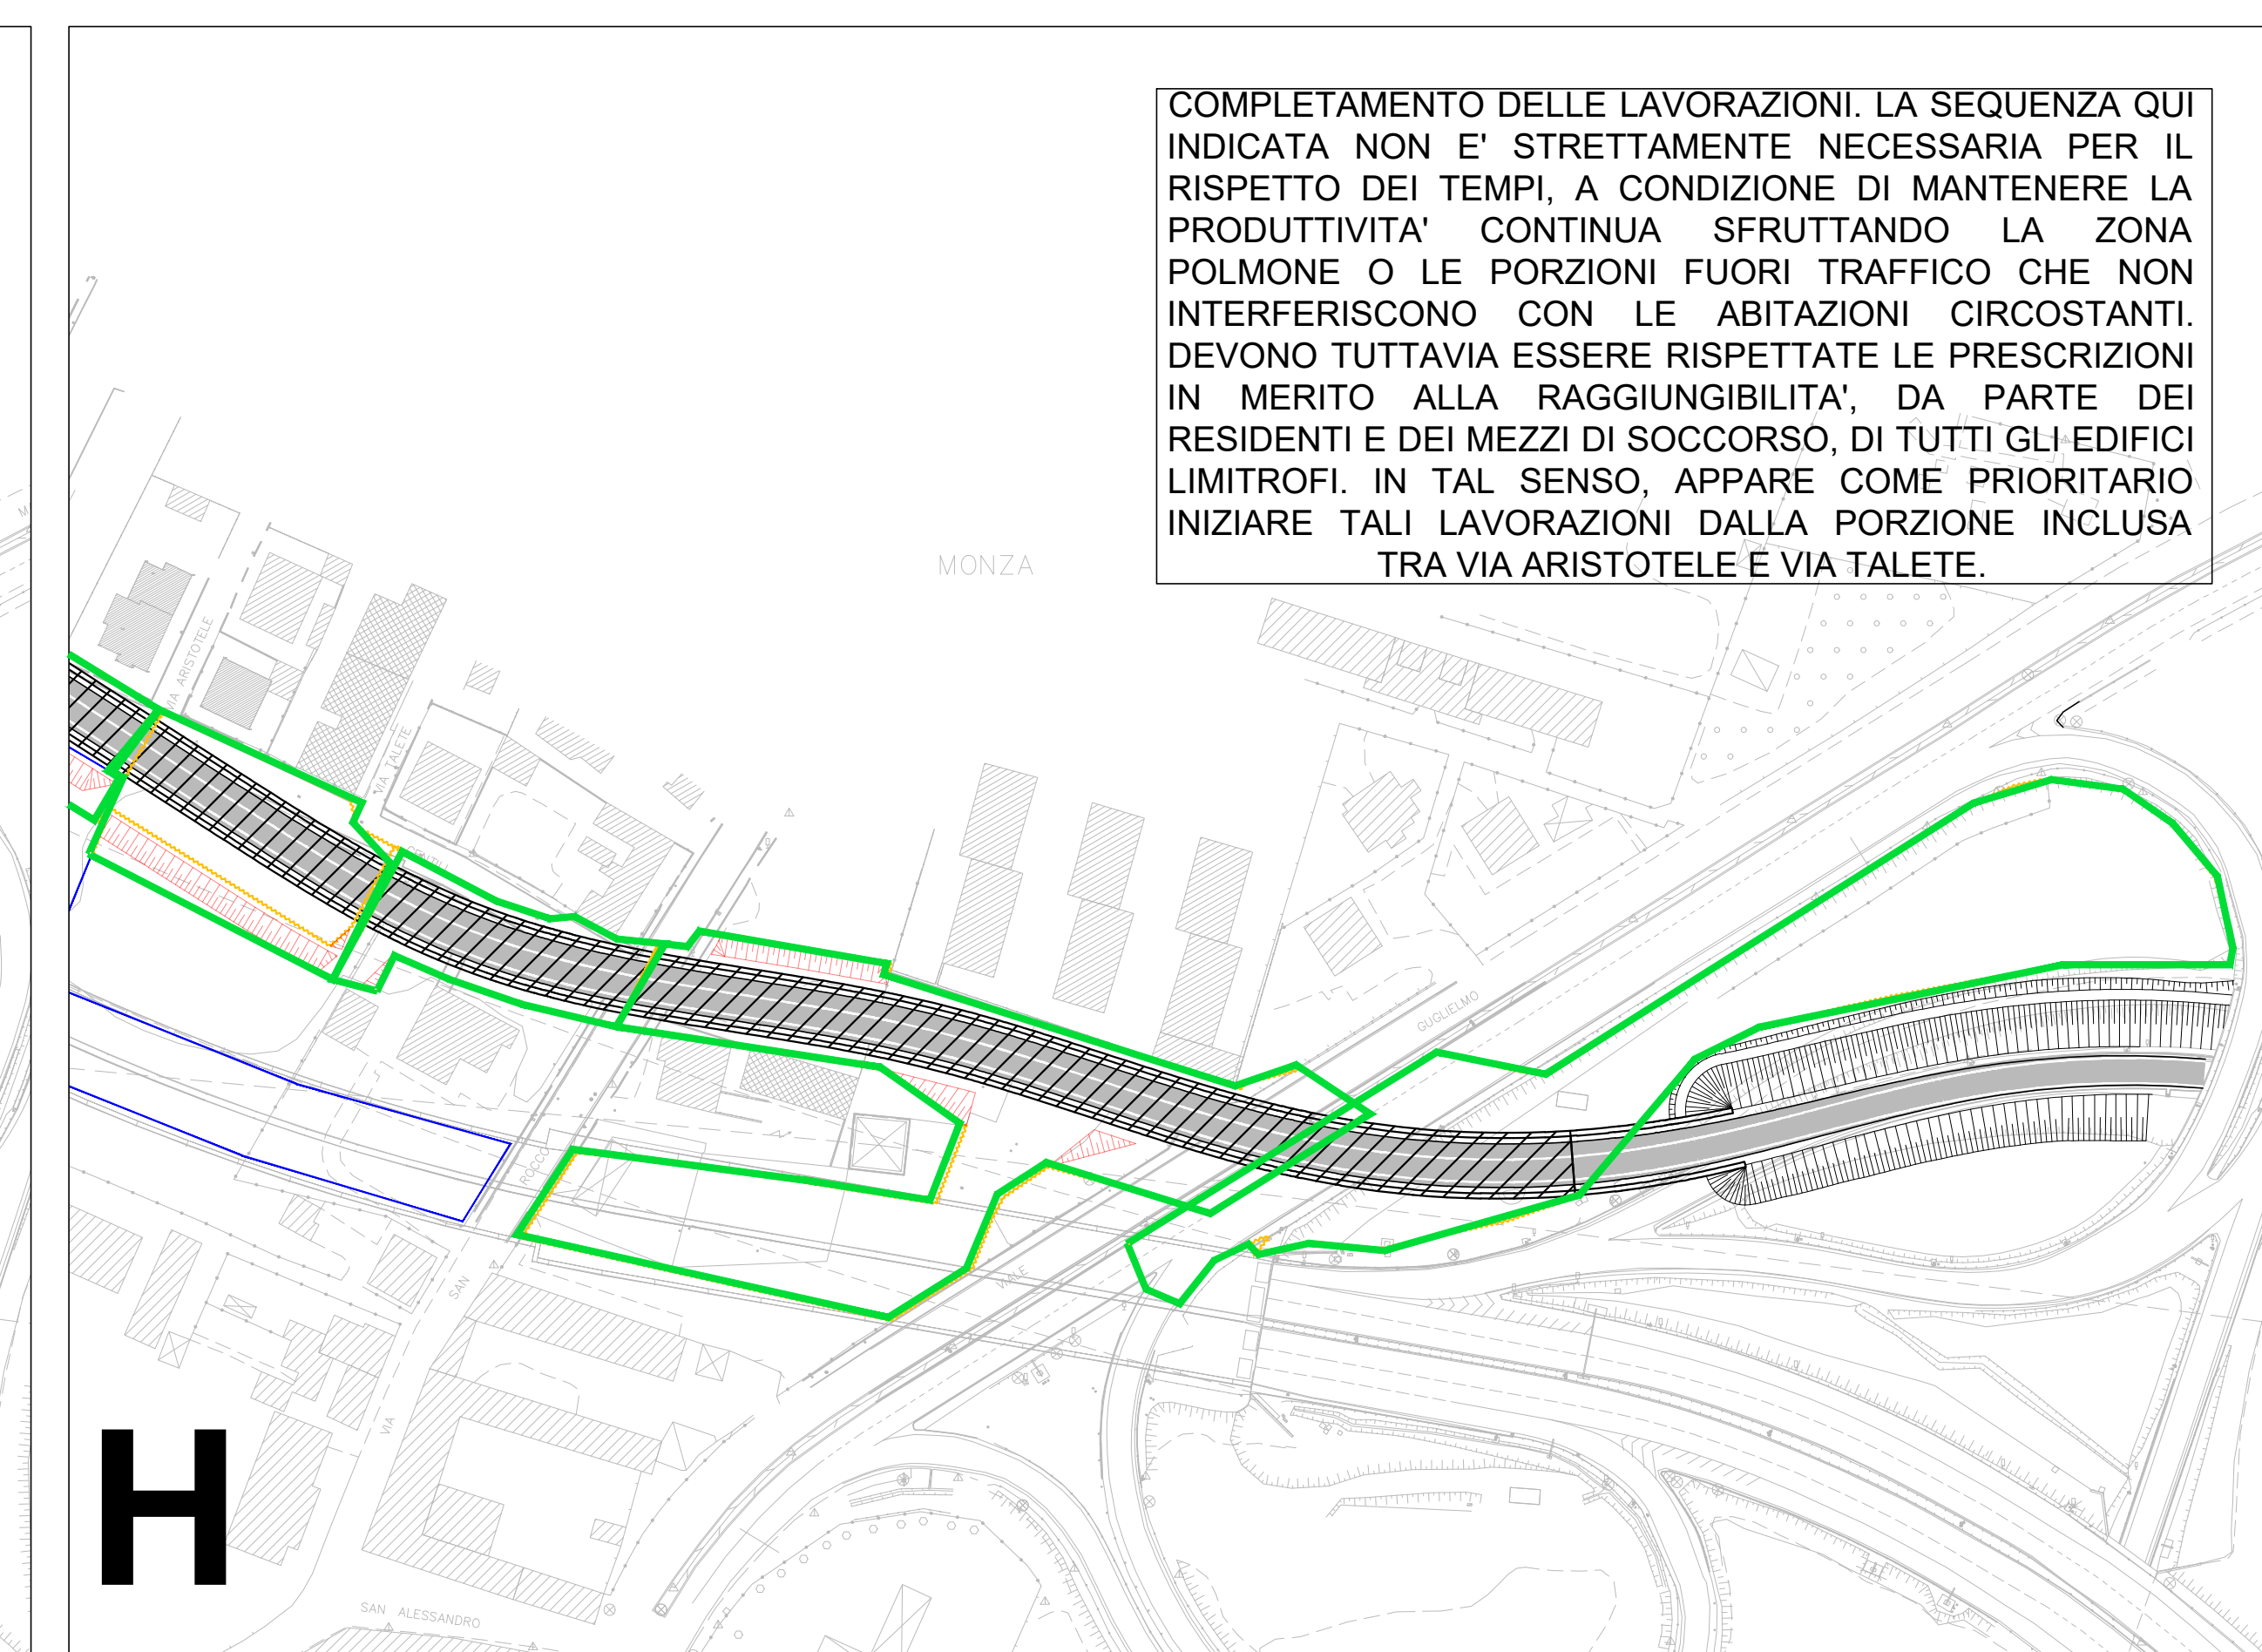 COMPLETAMENTO DELLE LAVORAZIONI. LA SEQUENZA QUI
INDICATA NON E' STRETTAMENTE NECESSARIA PER IL
RISPETTO DEI TEMPI, A CONDIZIONE DI MANTENERE LA
PRODUTTIVITA' CONTINUA SFRUTTANDO LA ZONA
POLMONE O LE PORZIONI FUORI TRAFFICO CHE NON
INTERFERISCONO CON LE ABITAZIONI CIRCOSTANTI.
DEVONO TUTTAVIA ESSERE RISPETTATE LE PRESCRIZIONI
IN MERITO ALLA RAGGIUNGIBILITA', DA PARTE DEI
RESIDENTI E DEI MEZZI DI SOCCORSO, DI TUTTI GLI EDIFICI
LIMITROFI. IN TAL SENSO, APPARE COME PRIORITARIO
INIZIARE TALI LAVORAZIONI DALLA PORZIONE INCLUSA
TRA VIA ARISTOTELE E VIA TALETE.
MONZA
VIA ARISTOTELE
VIA TALETE
GUGLIELMO
VIALE
ROCCO
SAN
VIA
SAN ALESSANDRO
H